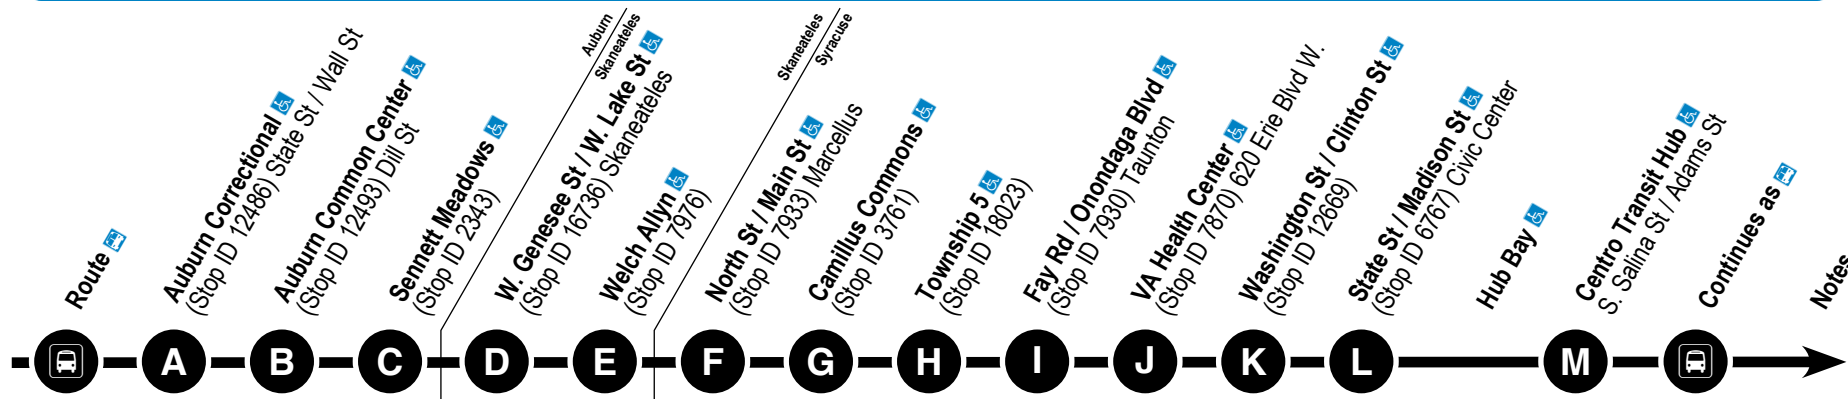 Auburn
Skaneateles
Skaneateles
Syracuse
Route
Auburn Correctional
(Stop ID 12486) State St / Wall St
Auburn Common Center
(Stop ID 12493) Dill St
Sennett Meadows
(Stop ID 2343)
W. Genesee St / W. Lake St
(Stop ID 16736) Skaneateles
Welch Allyn
(Stop ID 7976)
North St / Main St
(Stop ID 7933) Marcellus
Camillus Commons
(Stop ID 3761)
Township 5
(Stop ID 18023)
Fay Rd / Onondaga Blvd
(Stop ID 7930) Taunton
VA Health Center
(Stop ID 7870) 620 Erie Blvd W.
Washington St / Clinton St
(Stop ID 12669)
State St / Madison St
(Stop ID 6767) Civic Center
Hub Bay
Centro Transit Hub
S. Salina St / Adams St
Continues as
Notes
A B C D E F G H I J K L M